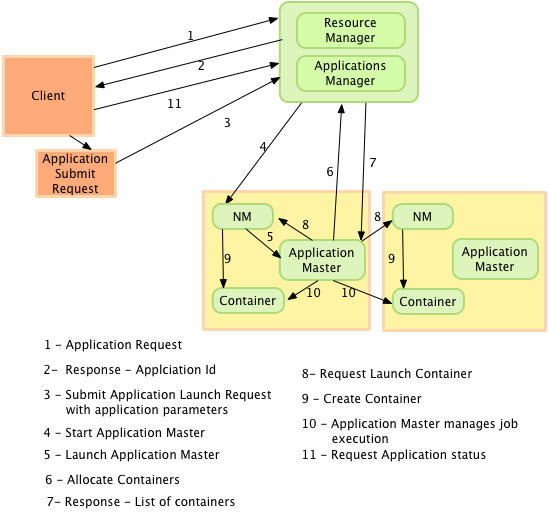 Resource
Manager
Applications
Manager
Client
Application
Submit
Request
1
2
11
3
4
6
7
NM
8
5
Application
Master
9
Container
10
10
8
NM
9
Application
Master
Container
1 - Application Request
2- Response - Applciation Id
3 - Submit Application Launch Request
with application parameters
4 - Start Application Master
5 - Launch Application Master
6 - Allocate Containers
7- Response - List of containers
8- Request Launch Container
9 - Create Container
10 - Application Master manages job
execution
11 - Request Application status